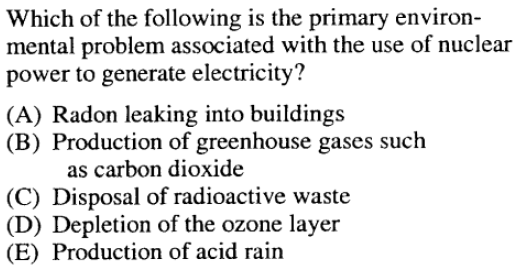 Which of the following is the primary environ-
mental problem associated with the use of nuclear
power to generate electricity?
(A) Radon leaking into buildings
(B) Production of greenhouse gases such
as carbon dioxide
(C) Disposal of radioactive waste
(D) Depletion of the ozone layer
(E) Production of acid rain